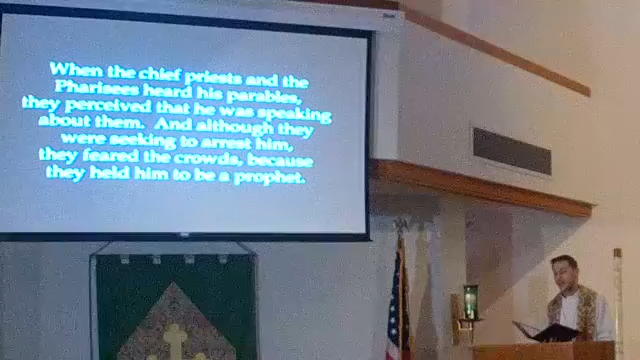 When the chief priests and the
Pharisees heard his parables,
they perceived that he was speaking
about them. And although they
were seeking to arrest him,
they feared the crowds, because
they held him to be a prophet.